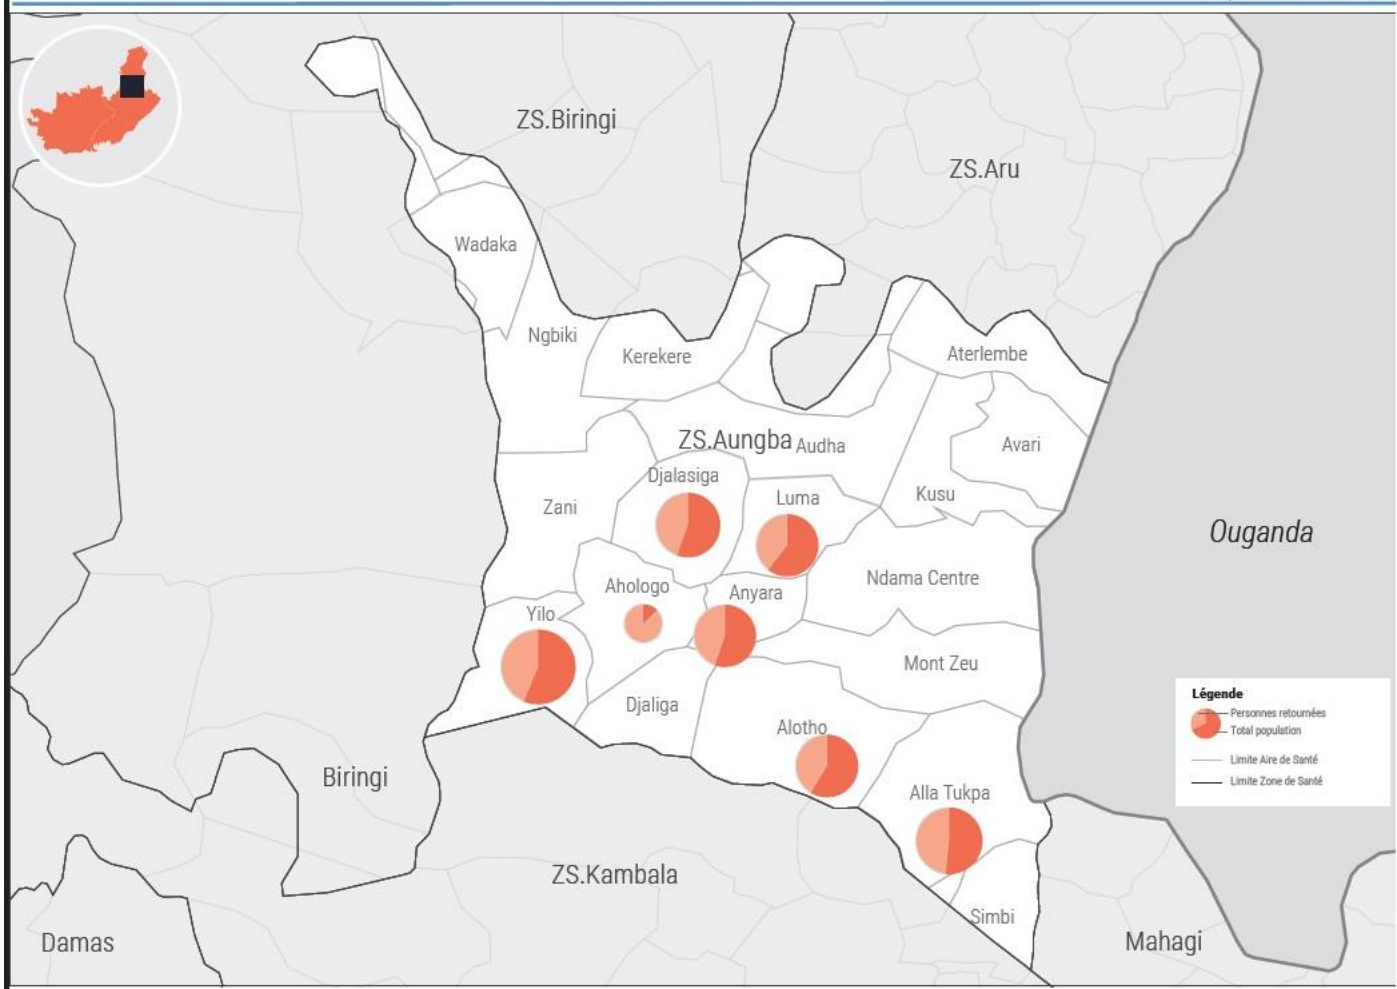 ZS.Biringi
ZS.Aru
Wadaka
Ngbiki
Kerekere
Aterlembe
ZS.Aungba
Audha
Avari
Djalasiga
Luma
Kusu
Zani
Ouganda
Ahologo
Anyara
Ndama Centre
Yilo
Mont Zeu
Djaliga
Alotho
Biringi
Alla Tukpa
ZS.Kambala
Simbi
Damas
Mahagi
Légende
Personnes retournées
Total population
Limite Aire de Santé
Limite Zone de Santé